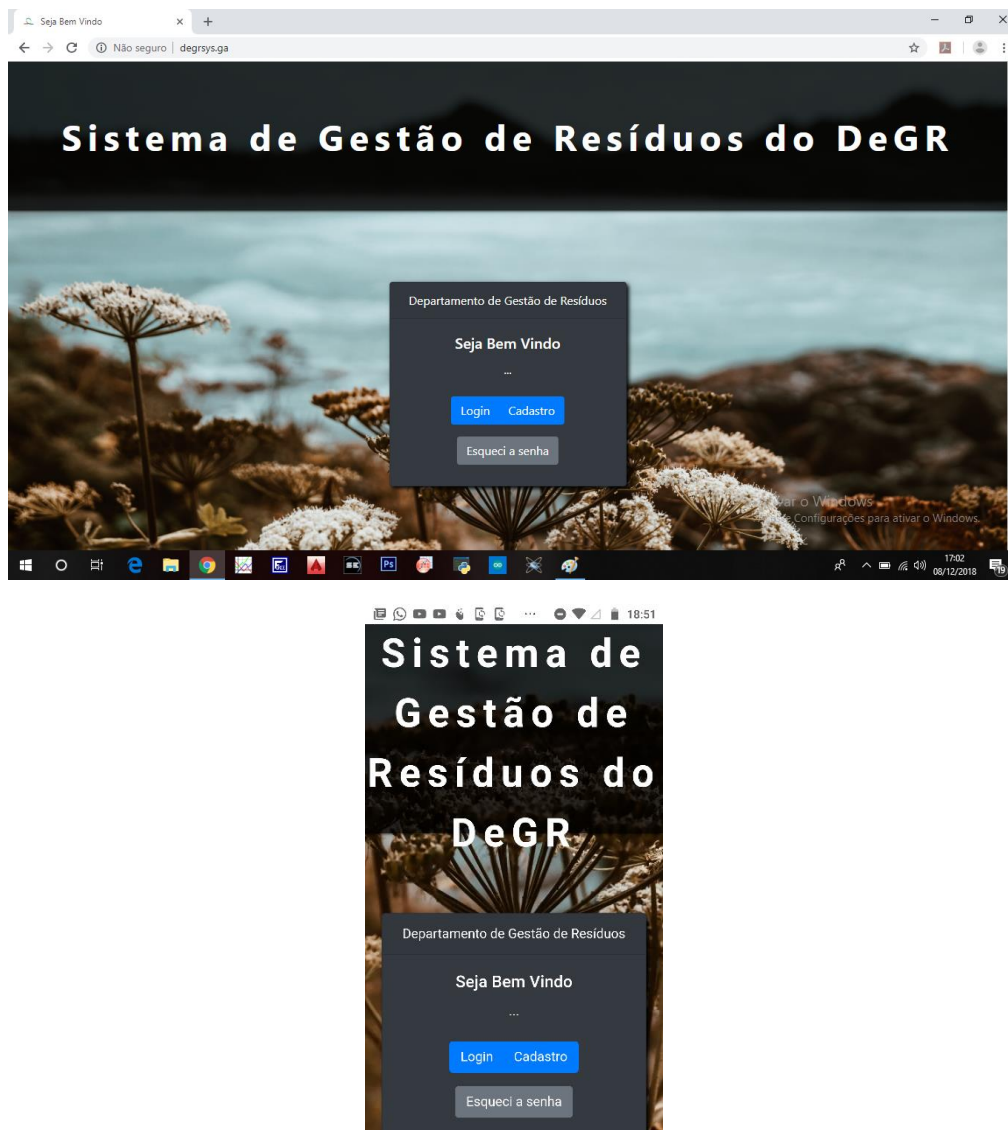 Seja Bem Vindo
Não seguro | degrsys.ga
Sistema de Gestão de Resíduos do DeGR
Departamento de Gestão de Resíduos
Seja Bem Vindo
...
Login Cadastro
Esqueci a senha
o Windows
Configurações para ativar o Windows.
Ps
17:02
08/12/2018
19
... 18:51
Sistema de
Gestão de
Resíduos do
DeGR
Departamento de Gestão de Resíduos
Seja Bem Vindo
...
Login Cadastro
Esqueci a senha